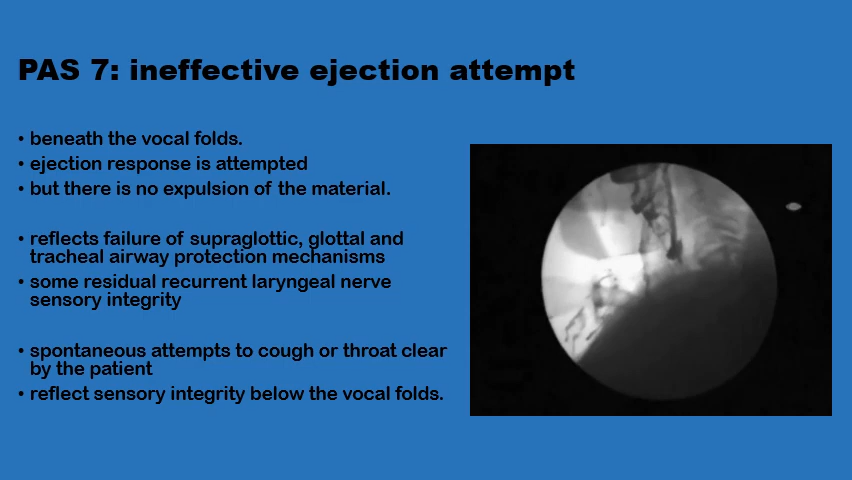 PAS 7: ineffective ejection attempt
• beneath the vocal folds.
• ejection response is attempted
• but there is no expulsion of the material.
• reflects failure of supraglottic, glottal and
tracheal airway protection mechanisms
• some residual recurrent laryngeal nerve
sensory integrity
• spontaneous attempts to cough or throat clear
by the patient
• reflect sensory integrity below the vocal folds.